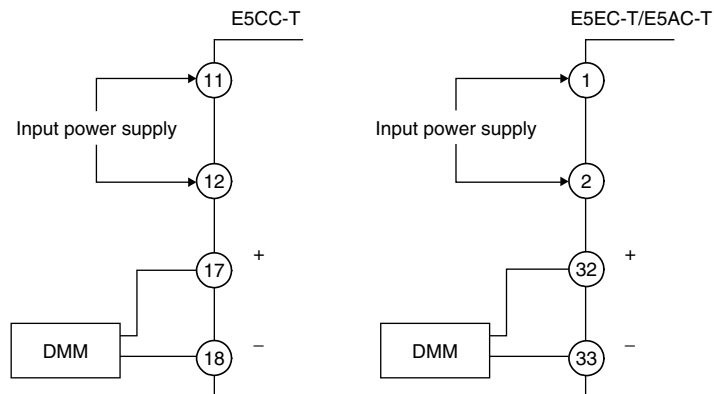 E5CC-T
11
Input power supply
12
17
+
DMM
18
−
E5EC-T/E5AC-T
1
Input power supply
2
32
+
DMM
33
−